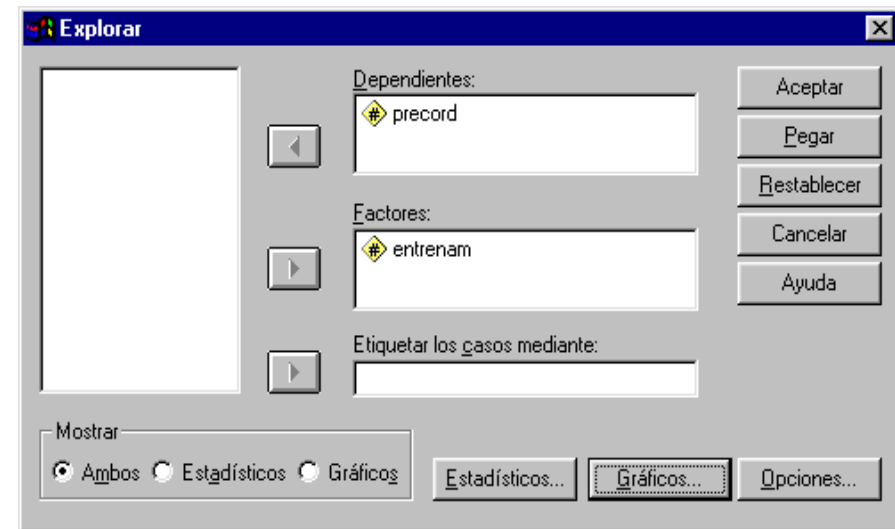 Explorar
Dependientes:
precord
Factores:
entrenam
Etiquetar los casos mediante:
Aceptar
Pegar
Restablecer
Cancelar
Ayuda
Mostrar
Ambos Estadísticos Gráficos
Estadísticos... Gráficos... Opciones...